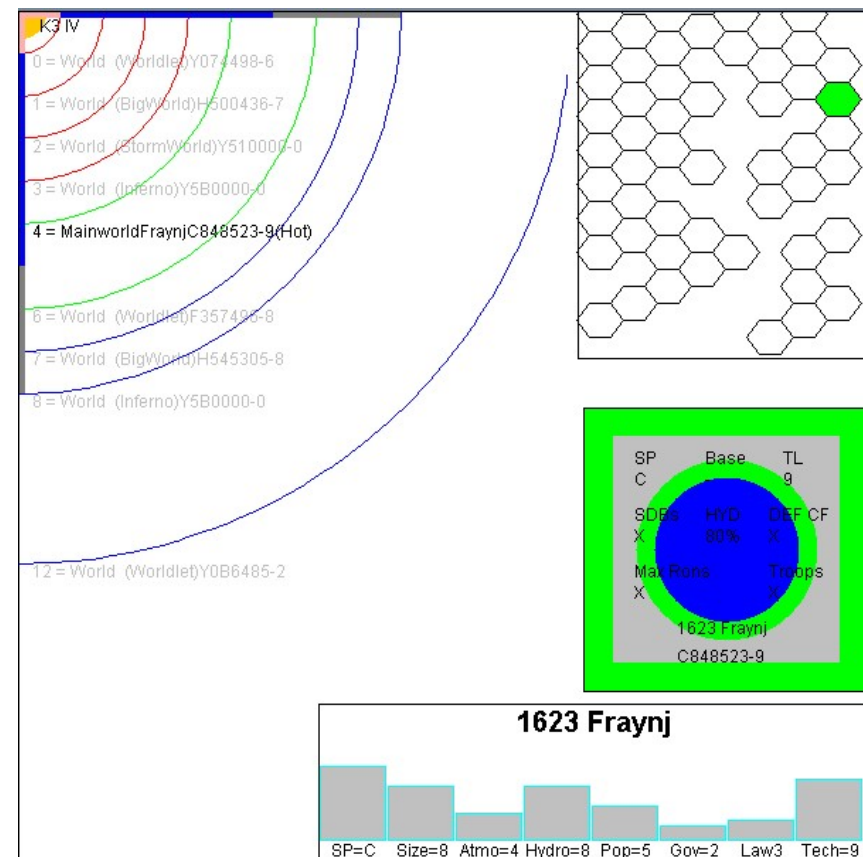 K3 IV
0 = World (Worldlet)Y074498-6
1 = World (BigWorld)H500436-7
2 = World (StormWorld)Y510000-0
3 = World (Inferno)Y5B0000-0
4 = MainworldFraynjC848523-9(Hot)
6 = World (Worldlet)F357495-8
7 = World (BigWorld)H545305-8
8 = World (Inferno)Y5B0000-0
12 = World (Worldlet)Y0B6485-2
SP Base TL
C - 9
SDBs HYD DEF CF
X 80% X
Max Rons Troops
X X
1623 Fraynj
C848523-9
1623 Fraynj
SP=C Size=8 Atmo=4 Hydro=8 Pop=5 Gov=2 Law3 Tech=9